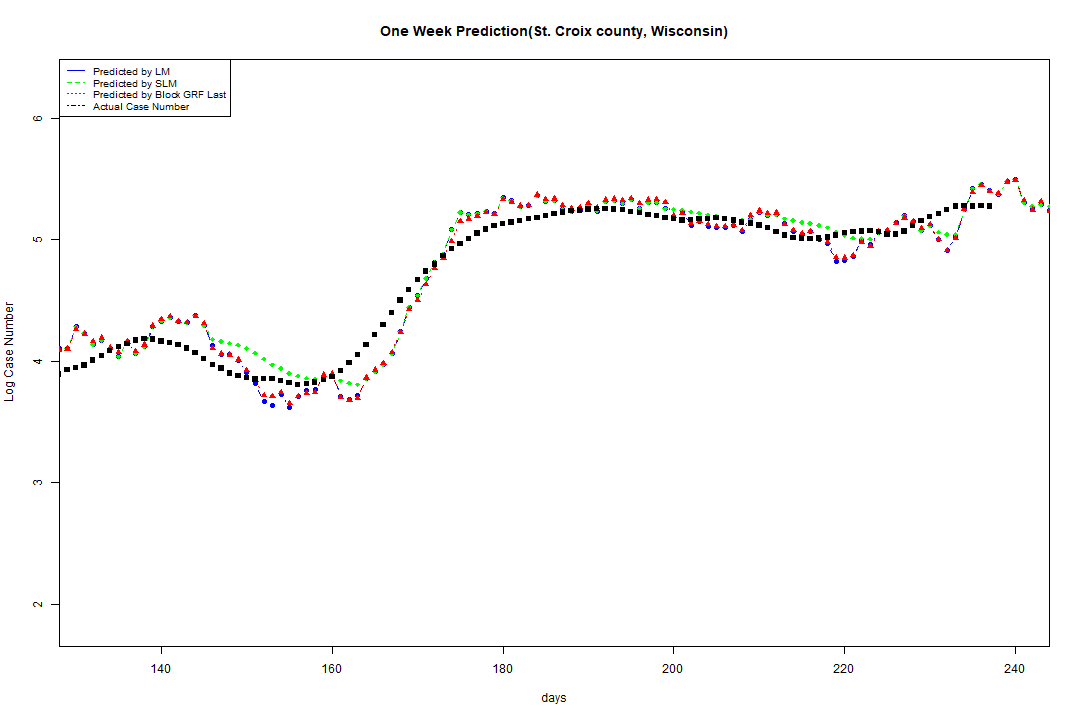 One Week Prediction(St. Croix county, Wisconsin)
Predicted by LM
Predicted by SLM
Predicted by Block GRF Last
Actual Case Number
6
5
4
3
2
Log Case Number
140 160 180 200 220 240
days